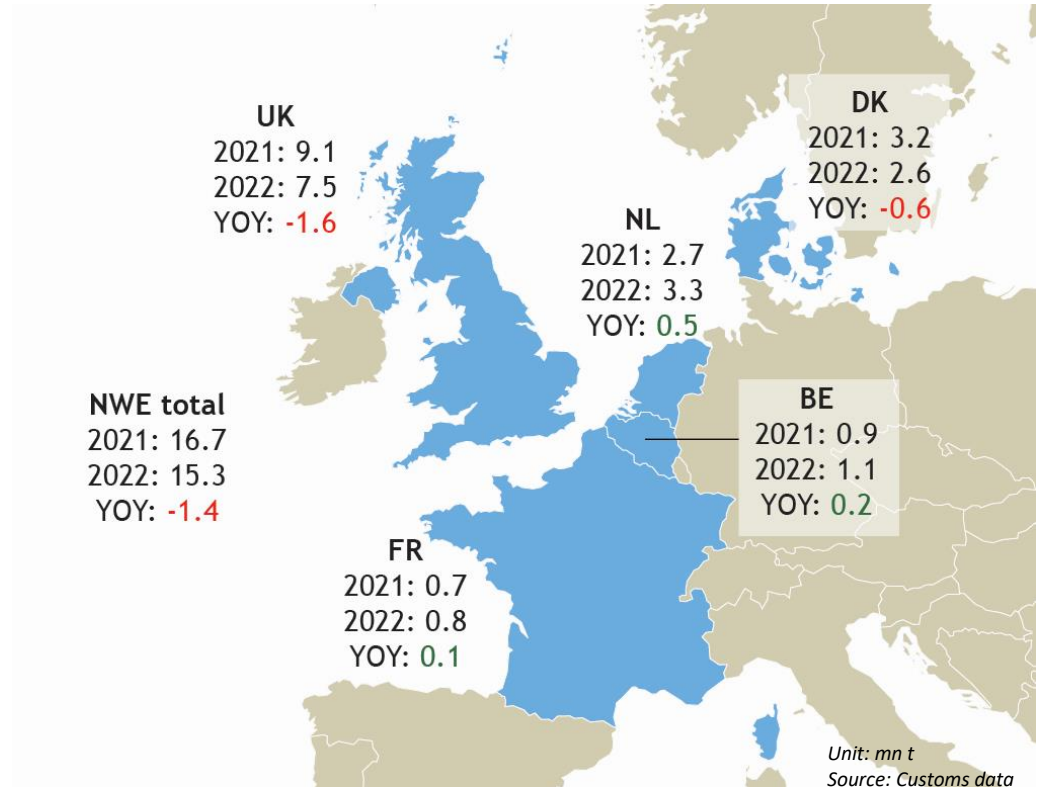 UK
2021: 9.1
2022: 7.5
YOY: -1.6
DK
2021: 3.2
2022: 2.6
YOY: -0.6
NL
2021: 2.7
2022: 3.3
YOY: 0.5
NWE total
2021: 16.7
2022: 15.3
YOY: -1.4
BE
2021: 0.9
2022: 1.1
YOY: 0.2
FR
2021: 0.7
2022: 0.8
YOY: 0.1
Unit: mn t
Source: Customs data